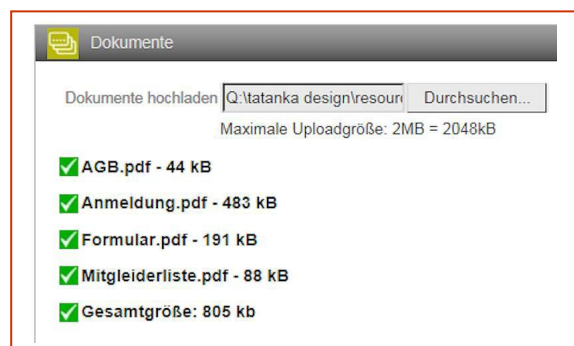 Dokumente
Dokumente hochladen Q:\tatanka design\resour Durchsuchen...
Maximale Uploadgröße: 2MB = 2048kB
AGB.pdf - 44 kB
Anmeldung.pdf - 483 kB
Formular.pdf - 191 kB
Mitgleiderliste.pdf - 88 kB
Gesamtgröße: 805 kb